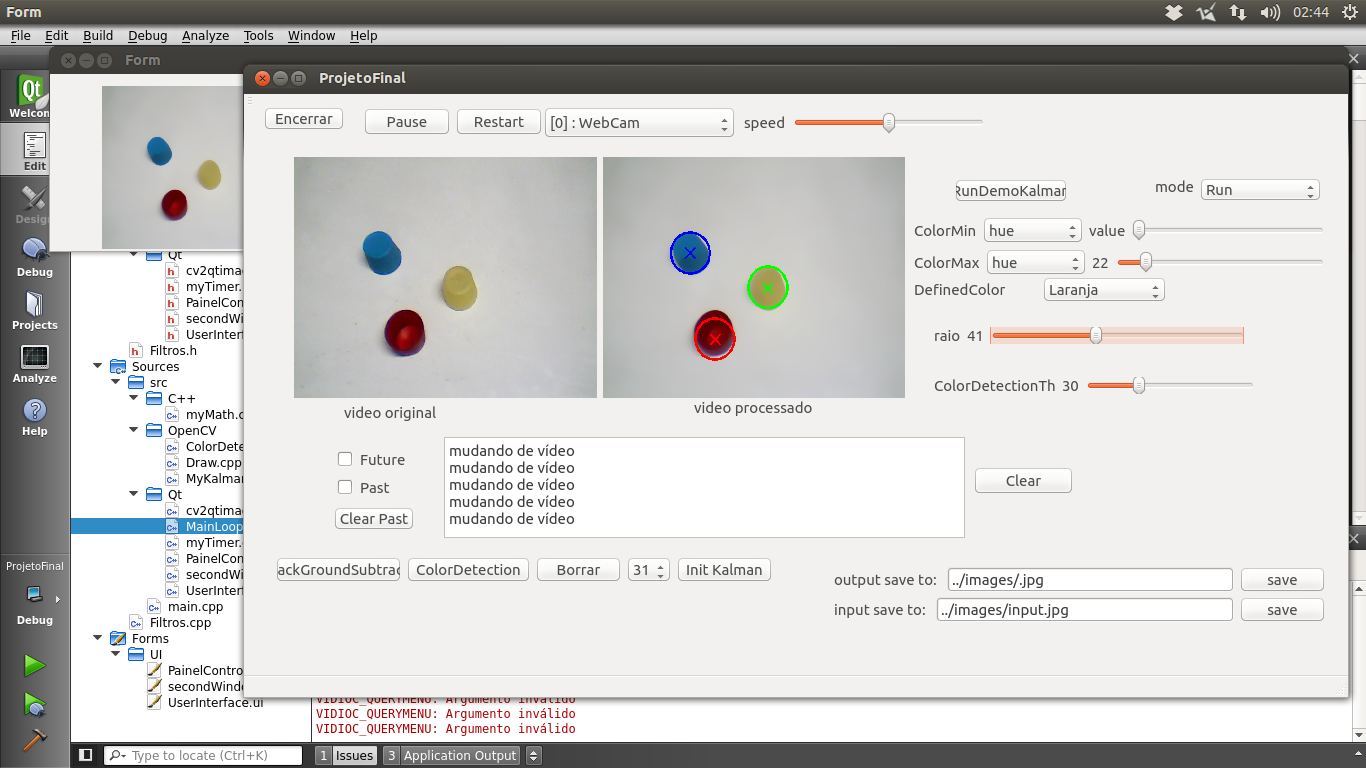 Form
02:44
File Edit Build Debug Analyze Tools Window Help
Form
ProjetoFinal
Qt
Welcom
Edit
Design
Debug
Projects
Analyze
Help
ProjetoFinal
Debug
Qt
cv2qtimag
myTimer.
PainelCon
secondWi
UserInterf
Filtros.h
Sources
src
C++
myMath.c
OpenCV
ColorDete
Draw.cpp
MyKalmar
Qt
cv2qtimag
MainLoop
myTimer.
PainelCon
secondWi
UserInterf
main.cpp
Filtros.cpp
Forms
UI
PainelContro
secondWindo
UserInterface.ui
Encerrar Pause Restart [0] : WebCam speed
RunDemoKalman mode Run
ColorMin hue value
ColorMax hue 22
DefinedColor Laranja
raio 41
ColorDetectionTh 30
video original
video processado
Future
Past
Clear Past
mudando de vídeo
mudando de vídeo
mudando de vídeo
mudando de vídeo
mudando de vídeo
Clear
ackGroundSubtrac ColorDetection Borrar 31 Init Kalman
output save to: ../images/.jpg save
input save to: ../images/input.jpg save
VIDIOC_QUERYMENU: Argumento inválido
VIDIOC_QUERYMENU: Argumento inválido
VIDIOC_QUERYMENU: Argumento inválido
Type to locate (Ctrl+K) 1 Issues 3 Application Output